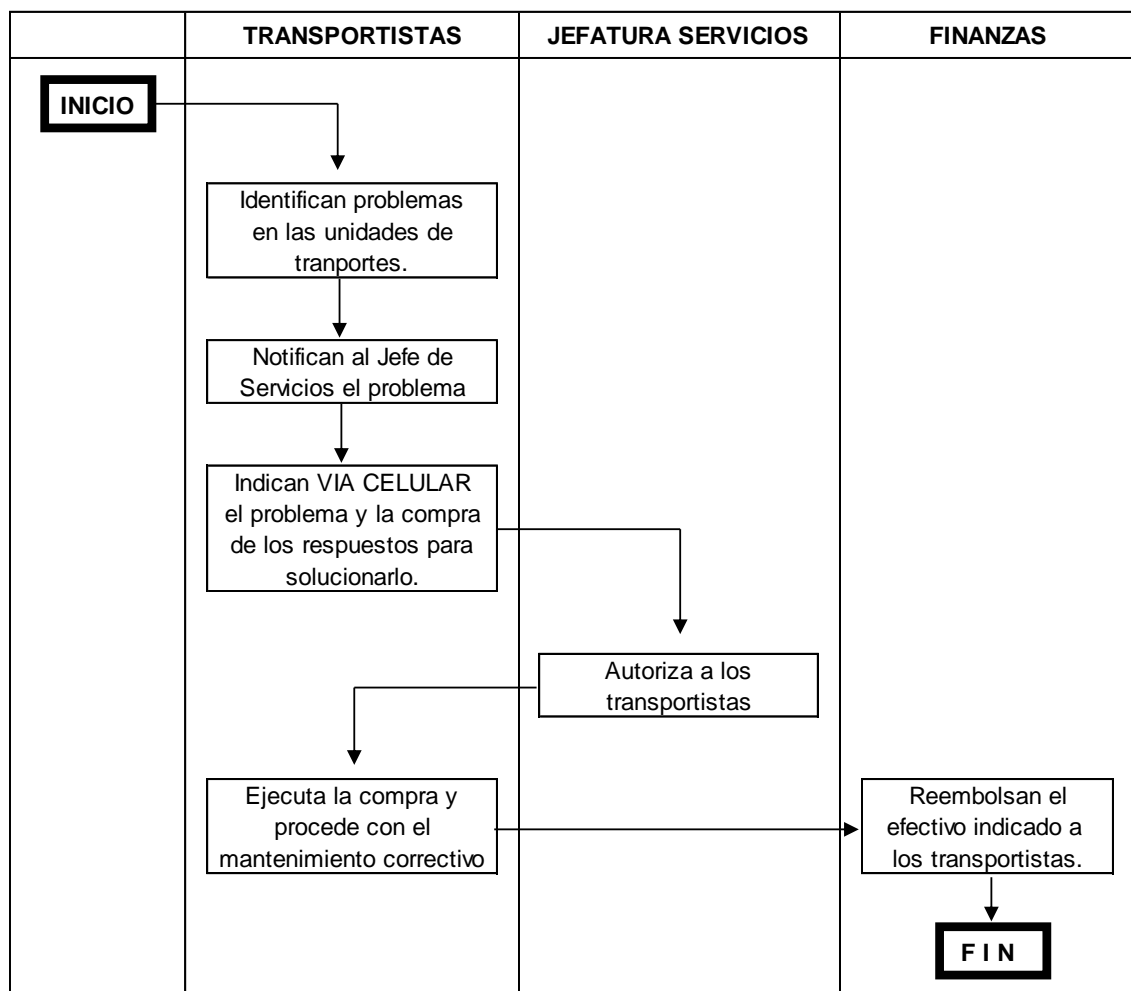 TRANSPORTISTAS
JEFATURA SERVICIOS
FINANZAS
INICIO
Identifican problemas
en las unidades de
tranportes.
Notifican al Jefe de
Servicios el problema
Indican VIA CELULAR
el problema y la compra
de los respuestos para
solucionarlo.
Autoriza a los
transportistas
Ejecuta la compra y
procede con el
mantenimiento correctivo
Reembolsan el
efectivo indicado a
los transportistas.
F I N